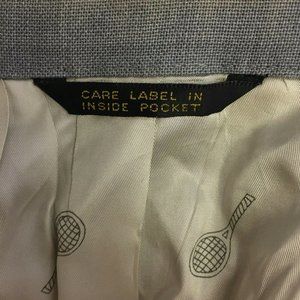 CARE LABEL IN
INSIDE POCKET